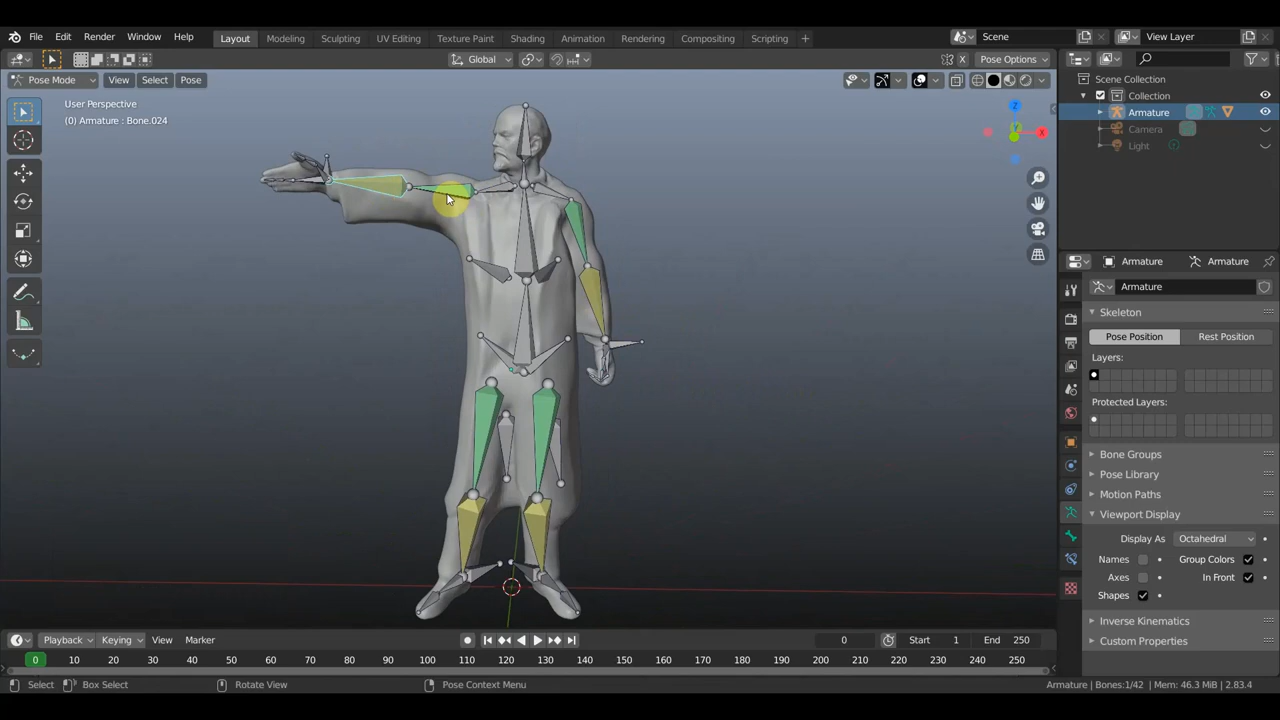 File Edit Render Window Help
Layout Modeling Sculpting UV Editing Texture Paint Shading Animation Rendering Compositing Scripting +
Scene View Layer
Global X Pose Options
Pose Mode View Select Pose
User Perspective
(0) Armature : Bone.024
Z
Y
X
Scene Collection
Collection
Armature
Camera
Light
Armature Armature
Armature
Skeleton
Pose Position Rest Position
Layers:
Protected Layers:
Bone Groups
Pose Library
Motion Paths
Viewport Display
Display As Octahedral
Names Group Colors
Axes In Front
Shapes
Inverse Kinematics
Custom Properties
Playback Keying View Marker 0 Start 1 End 250
0 10 20 30 40 50 60 70 80 90 100 110 120 130 140 150 160 170 180 190 200 210 220 230 240 250
Select Box Select Rotate View Pose Context Menu Armature | Bones:1/42 | Mem: 46.3 MiB | 2.83.4